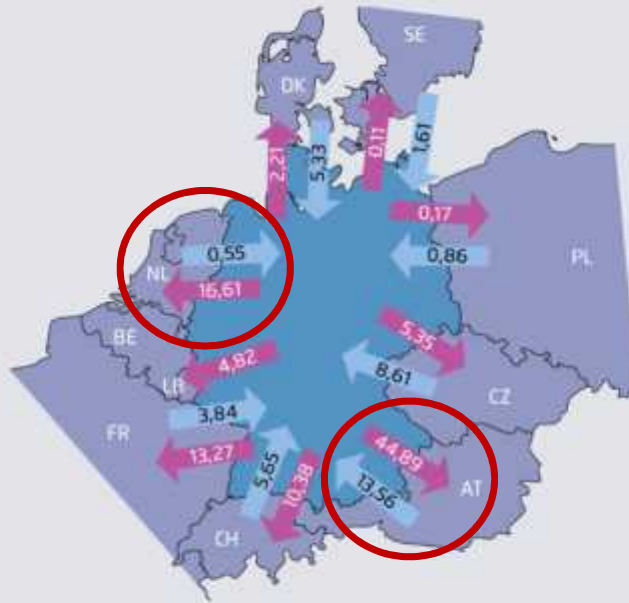 SE
DK
2,21
5,33
0,11
1,61
0,17
0,86
PL
NL
0,55
16,61
BE
LR
4,82
5,35
8,61
CZ
FR
3,84
13,27
5,65
10,38
CH
44,89
13,56
AT